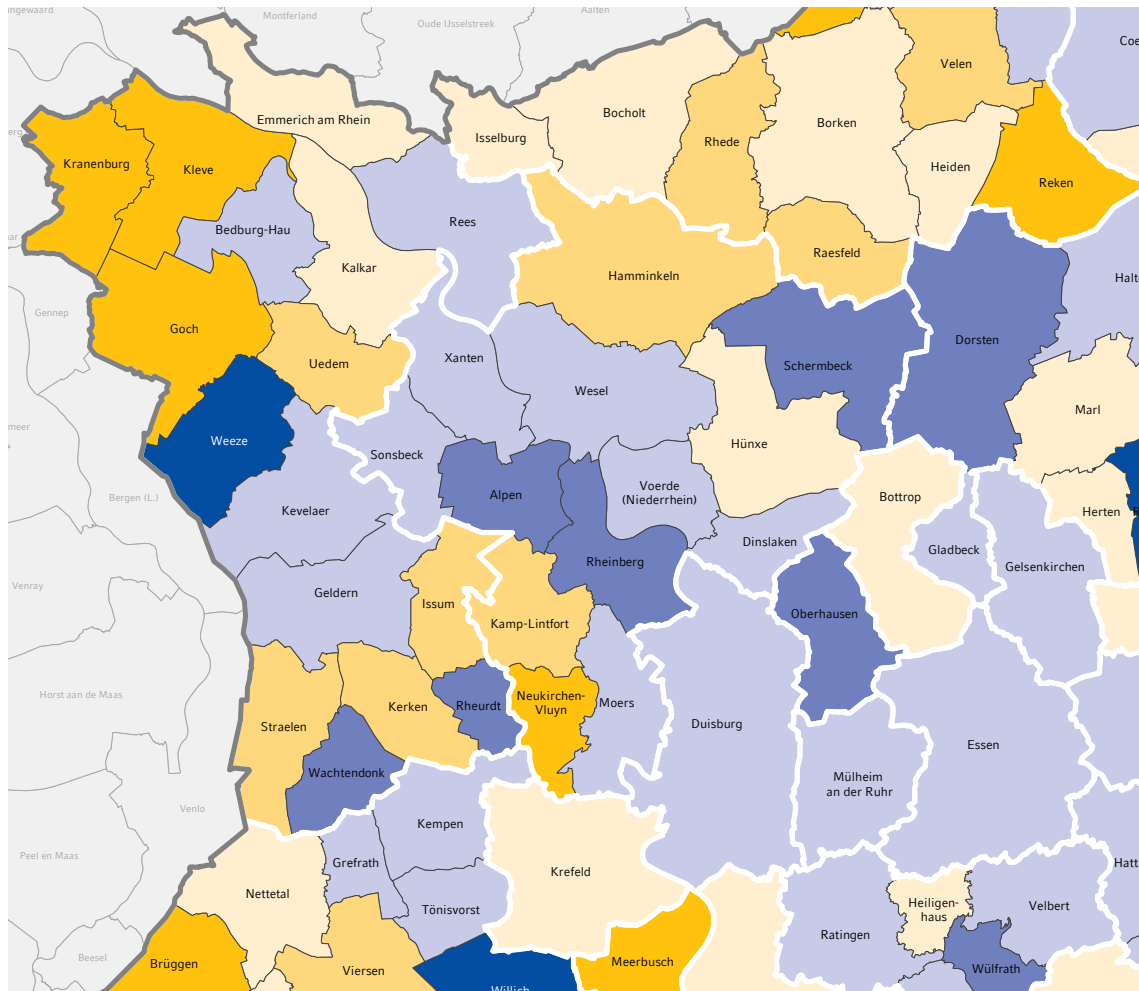 ngewaard
Montferland
Oude IJsselstreek
Aalten
Coe
Velen
Emmerich am Rhein
Bocholt
Borken
erg
Isselburg
Rhede
Kranenburg
Kleve
Heiden
Reken
Rees
Bedburg-Hau
ar
Raesfeld
Kalkar
Hamminkeln
Halte
Gennep
Goch
Dorsten
Xanten
Uedem
Schermbeck
Wesel
Marl
meer
Weeze
Hünxe
Sonsbeck
Voerde
(Niederrhein)
Bergen (L.)
Alpen
Bottrop
Kevelaer
Herten
R
Dinslaken
Gladbeck
Rheinberg
Gelsenkirchen
Venray
Geldern
Issum
Oberhausen
Kamp-Lintfort
Horst aan de Maas
Neukirchen-
Vluyn
Moers
Kerken
Rheurdt
Straelen
Duisburg
Essen
Wachtendonk
Mülheim
an der Ruhr
Venlo
Kempen
Peel en Maas
Grefrath
Hatt
Krefeld
Nettetal
Heiligen-
haus
Velbert
Tönisvorst
Ratingen
Beesel
Brüggen
Meerbusch
Viersen
Wülfrath
Willich